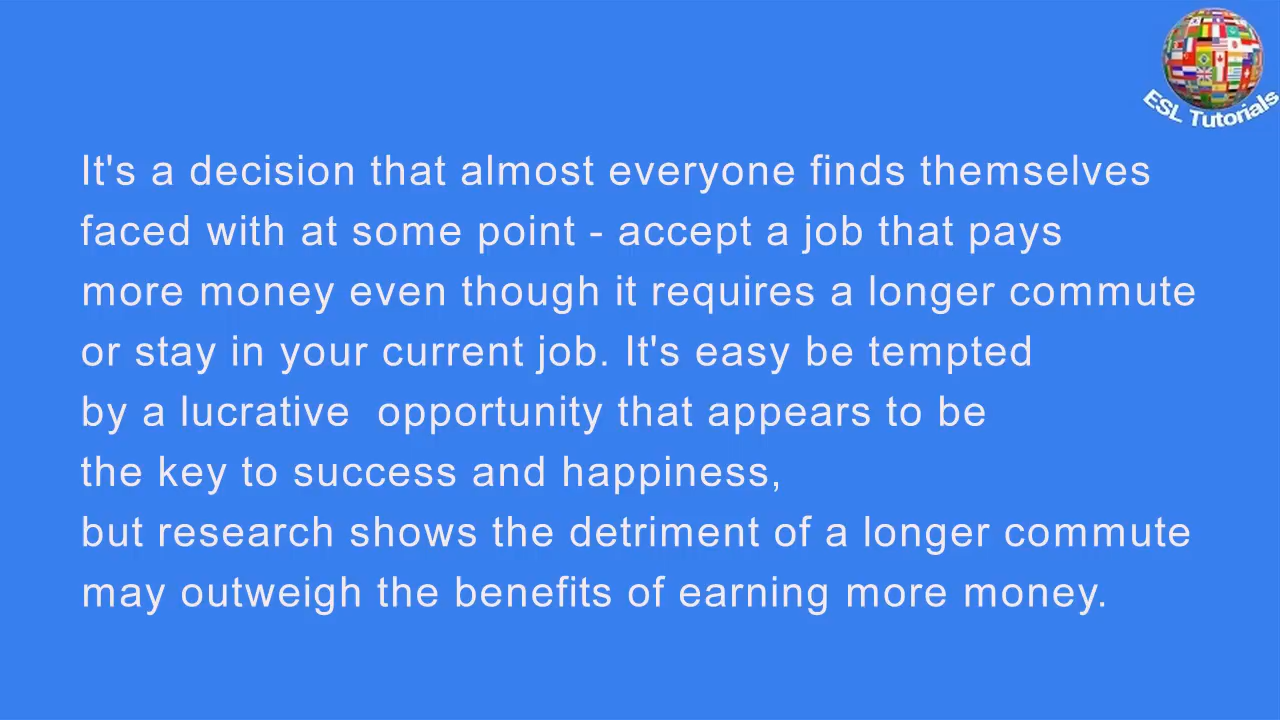 ESL Tutorials
It's a decision that almost everyone finds themselves
faced with at some point - accept a job that pays
more money even though it requires a longer commute
or stay in your current job. It's easy be tempted
by a lucrative  opportunity that appears to be
the key to success and happiness,
but research shows the detriment of a longer commute
may outweigh the benefits of earning more money.